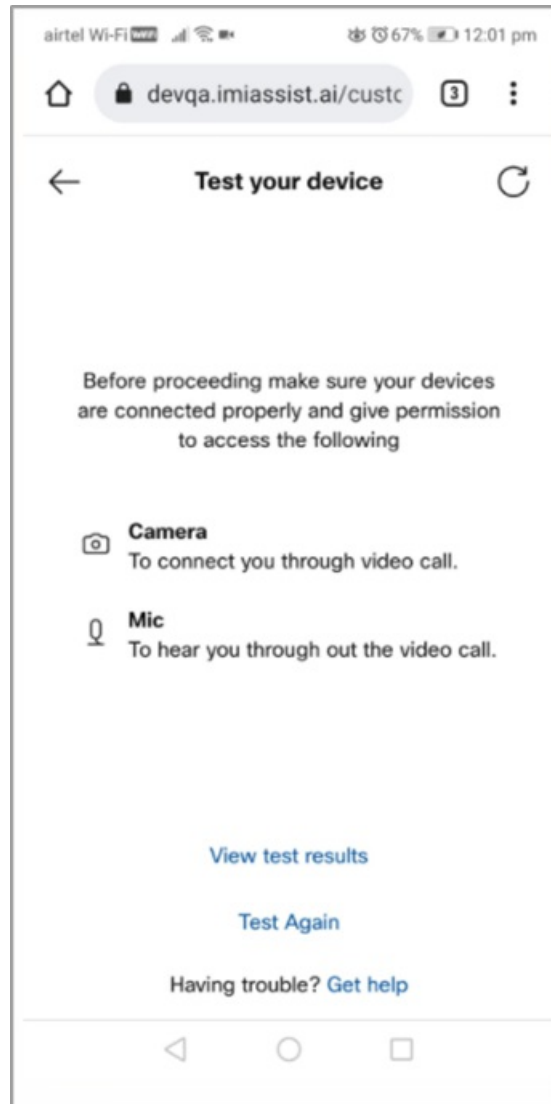 airtel Wi-Fi 67% 12:01 pm
devqa.imiassist.ai/custc 3
Test your device
Before proceeding make sure your devices
are connected properly and give permission
to access the following
Camera
To connect you through video call.
Mic
To hear you through out the video call.
View test results
Test Again
Having trouble? Get help